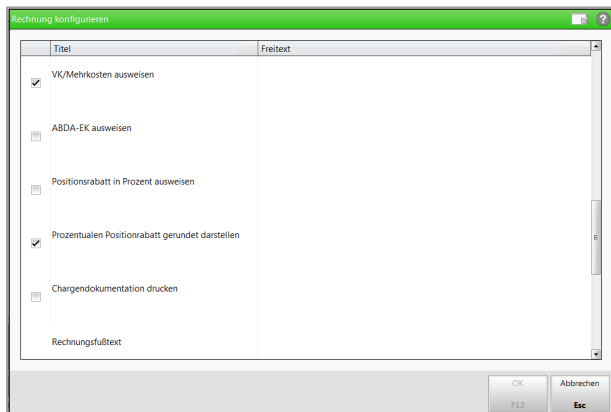 Rechnung konfigurieren
Titel Freitext
VK/Mehrkosten ausweisen
ABDA-EK ausweisen
Positionsrabatt in Prozent ausweisen
Prozentualen Positionrabatt gerundet darstellen
Chargendokumentation drucken
Rechnungsfußtext
OK Abbrechen
F12 Esc